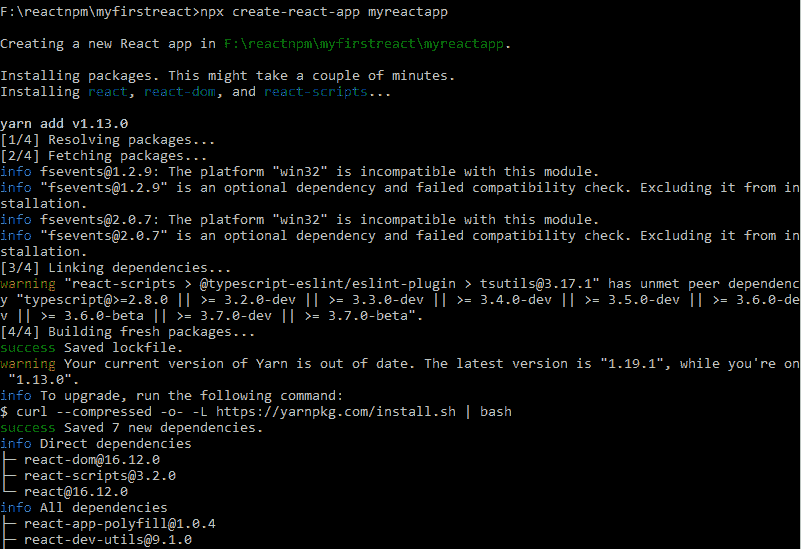 F:\reactnpm\myfirstreact>npx create-react-app myreactapp
Creating a new React app in F:\reactnpm\myfirstreact\myreactapp.
Installing packages. This might take a couple of minutes.
Installing react, react-dom, and react-scripts...
yarn add v1.13.0
[1/4] Resolving packages...
[2/4] Fetching packages...
info fsevents@1.2.9: The platform "win32" is incompatible with this module.
info "fsevents@1.2.9" is an optional dependency and failed compatibility check. Excluding it from in
stallation.
info fsevents@2.0.7: The platform "win32" is incompatible with this module.
info "fsevents@2.0.7" is an optional dependency and failed compatibility check. Excluding it from in
stallation.
[3/4] Linking dependencies...
warning "react-scripts > @typescript-eslint/eslint-plugin > tsutils@3.17.1" has unmet peer dependenc
y "typescript@>=2.8.0 || >= 3.2.0-dev || >= 3.3.0-dev || >= 3.4.0-dev || >= 3.5.0-dev || >= 3.6.0-de
v || >= 3.6.0-beta || >= 3.7.0-dev || >= 3.7.0-beta".
[4/4] Building fresh packages...
success Saved lockfile.
warning Your current version of Yarn is out of date. The latest version is "1.19.1", while you're on
 "1.13.0".
info To upgrade, run the following command:
$ curl --compressed -o- -L https://yarnpkg.com/install.sh | bash
success Saved 7 new dependencies.
info Direct dependencies
├─ react-dom@16.12.0
├─ react-scripts@3.2.0
└─ react@16.12.0
info All dependencies
├─ react-app-polyfill@1.0.4
├─ react-dev-utils@9.1.0